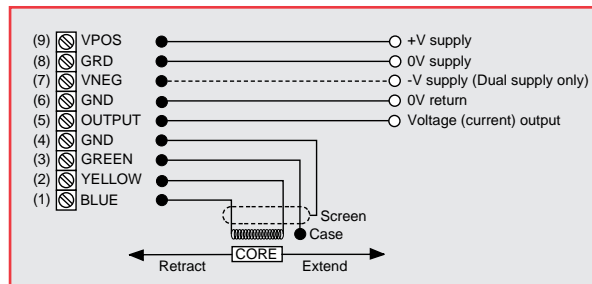 (9) VPOS +V supply
(8) GRD 0V supply
(7) VNEG -V supply (Dual supply only)
(6) GND 0V return
(5) OUTPUT Voltage (current) output
(4) GND
(3) GREEN
(2) YELLOW
(1) BLUE
Screen
Case
Retract CORE Extend